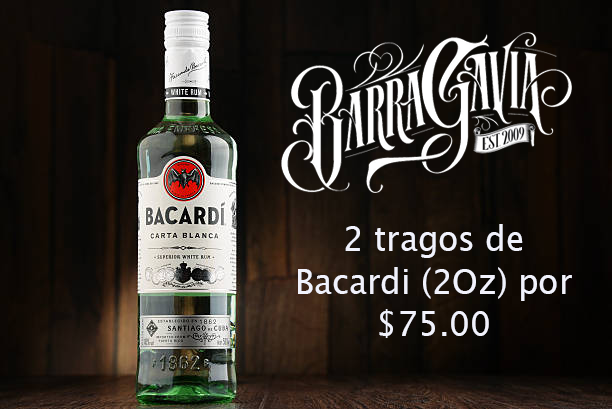 WHITE RUM
BACARDÍ
CARTA BLANCA
SUPERIOR WHITE RUM
ESTABLECIDO EN 1862
SANTIAGO DE CUBA
1862
BARRAGAVIA
EST 2009
2 tragos de
Bacardi (2Oz) por
$75.00